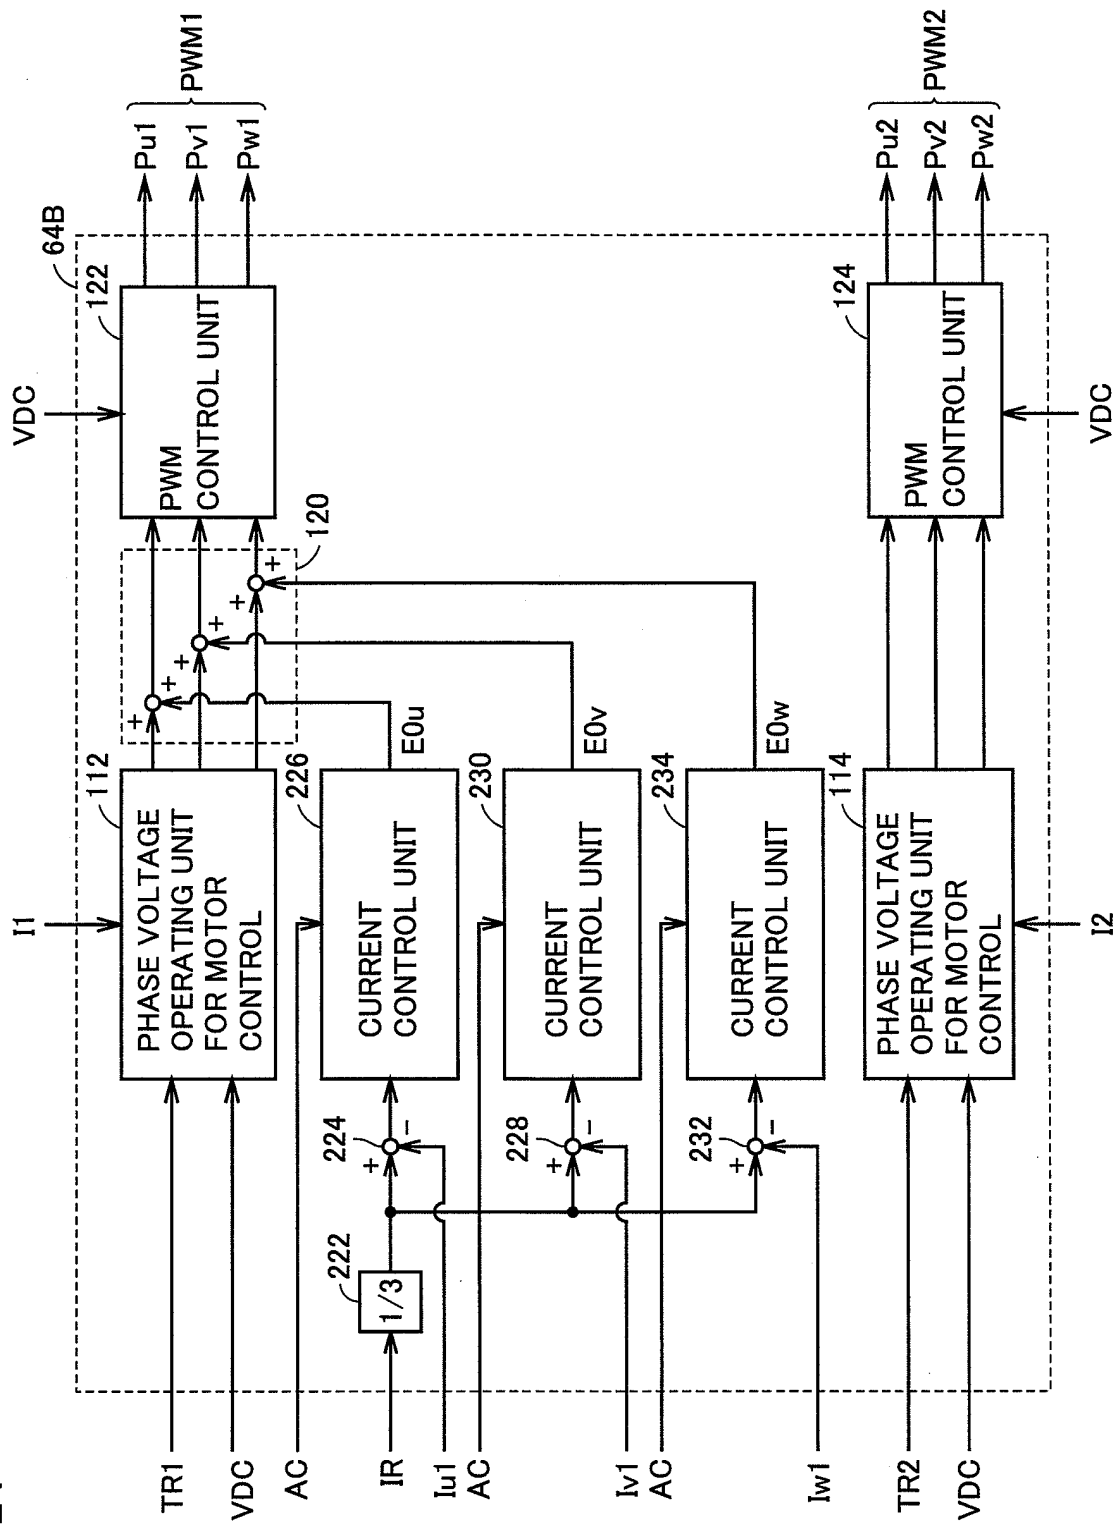 64B
VDC
I1
TR1
VDC
112
PHASE VOLTAGE
OPERATING UNIT
FOR MOTOR
CONTROL
+
+
+
+
+
+
120
122
PWM
CONTROL UNIT
Pu1
Pv1
Pw1
PWM1
AC
IR
222
1/3
224
+
-
Iu1
226
CURRENT
CONTROL UNIT
E0u
AC
228
+
-
Iv1
230
CURRENT
CONTROL UNIT
E0v
AC
232
+
-
Iw1
234
CURRENT
CONTROL UNIT
E0w
TR2
VDC
114
PHASE VOLTAGE
OPERATING UNIT
FOR MOTOR
CONTROL
I2
124
PWM
CONTROL UNIT
VDC
Pu2
Pv2
Pw2
PWM2